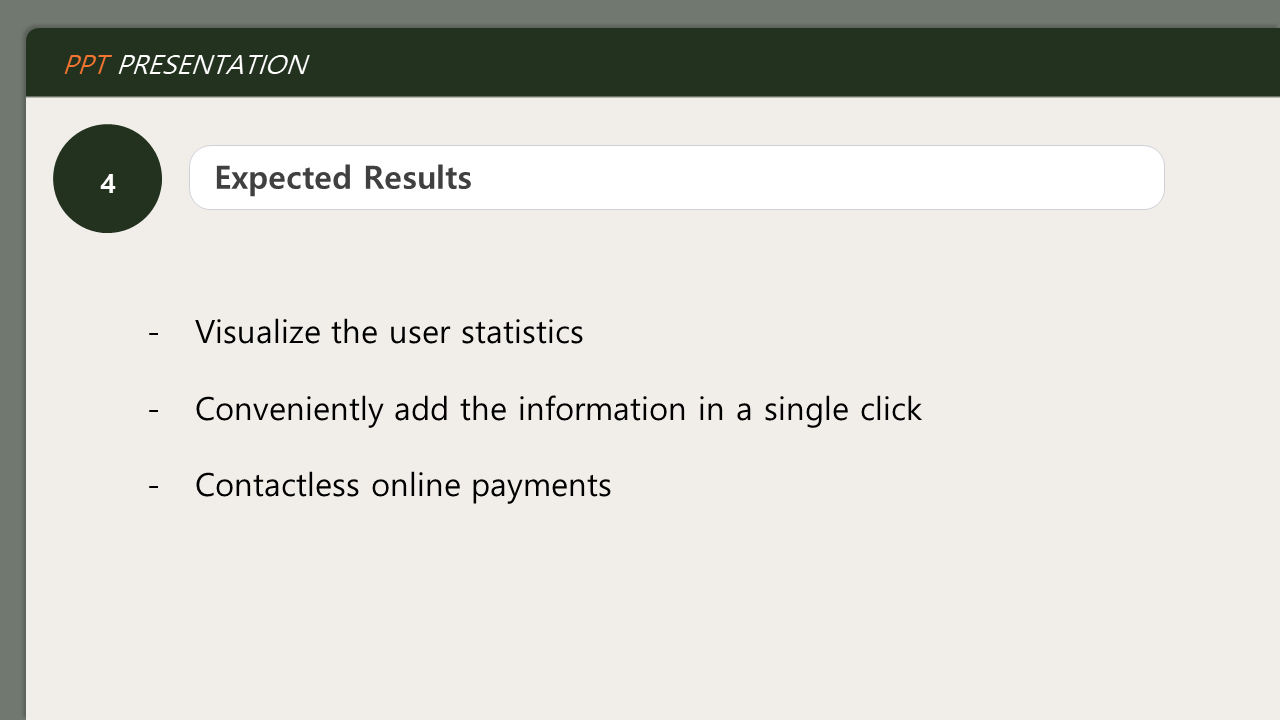 PPT PRESENTATION
4
Expected Results
- Visualize the user statistics
- Conveniently add the information in a single click
- Contactless online payments